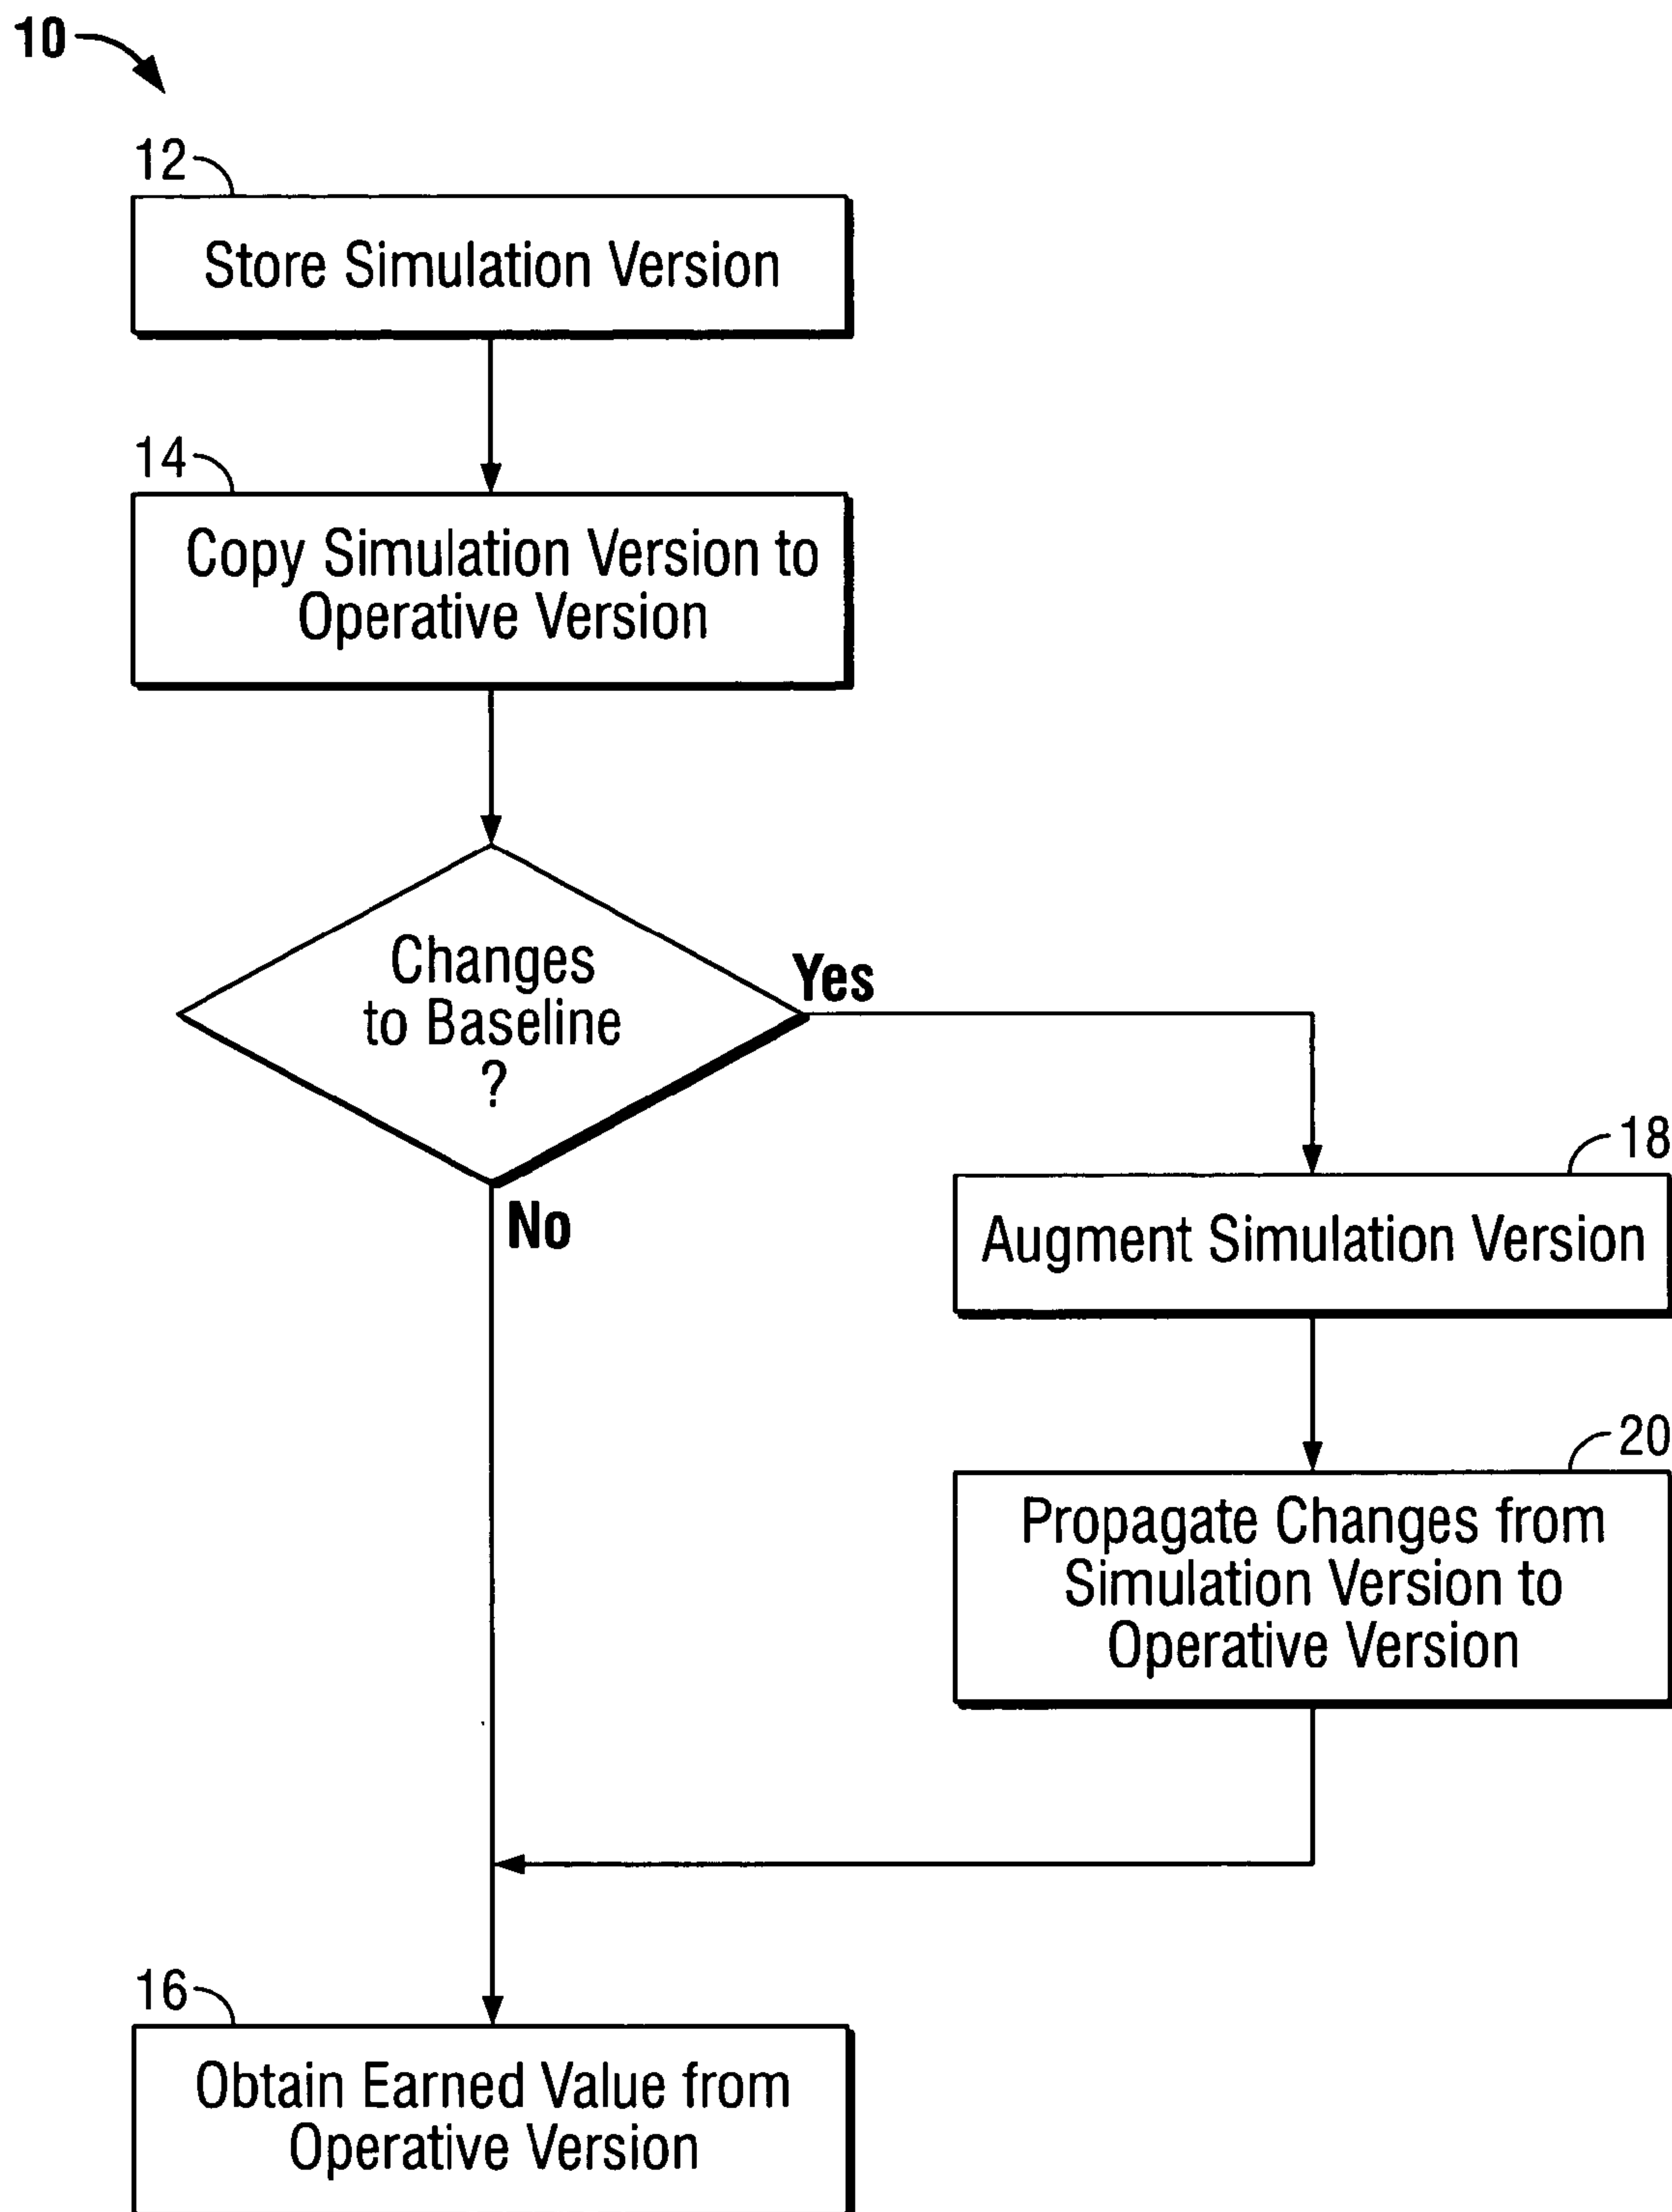 10
12
Store Simulation Version
14
Copy Simulation Version to
Operative Version
Changes
to Baseline
?
Yes
No
18
Augment Simulation Version
20
Propagate Changes from
Simulation Version to
Operative Version
16
Obtain Earned Value from
Operative Version